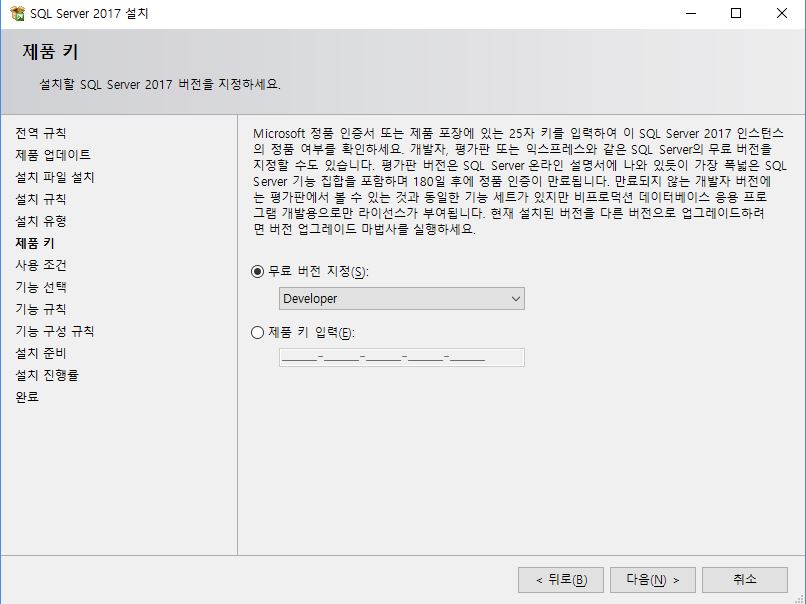 SQL Server 2017 설치
제품 키
설치할 SQL Server 2017 버전을 지정하세요.
전역 규칙
제품 업데이트
설치 파일 설치
설치 규칙
설치 유형
제품 키
사용 조건
기능 선택
기능 규칙
기능 구성 규칙
설치 준비
설치 진행률
완료
Microsoft 정품 인증서 또는 제품 포장에 있는 25자 키를 입력하여 이 SQL Server 2017 인스턴스
의 정품 여부를 확인하세요. 개발자, 평가판 또는 익스프레스와 같은 SQL Server의 무료 버전을
지정할 수도 있습니다. 평가판 버전은 SQL Server 온라인 설명서에 나와 있듯이 가장 폭넓은 SQL
Server 기능 집합을 포함하며 180일 후에 정품 인증이 만료됩니다. 만료되지 않는 개발자 버전에
는 평가판에서 볼 수 있는 것과 동일한 기능 세트가 있지만 비프로덕션 데이터베이스 응용 프로
그램 개발용으로만 라이선스가 부여됩니다. 현재 설치된 버전을 다른 버전으로 업그레이드하려
면 버전 업그레이드 마법사를 실행하세요.
무료 버전 지정(S):
Developer
제품 키 입력(E):
_____-_____-_____-_____-_____
< 뒤로(B)
다음(N) >
취소